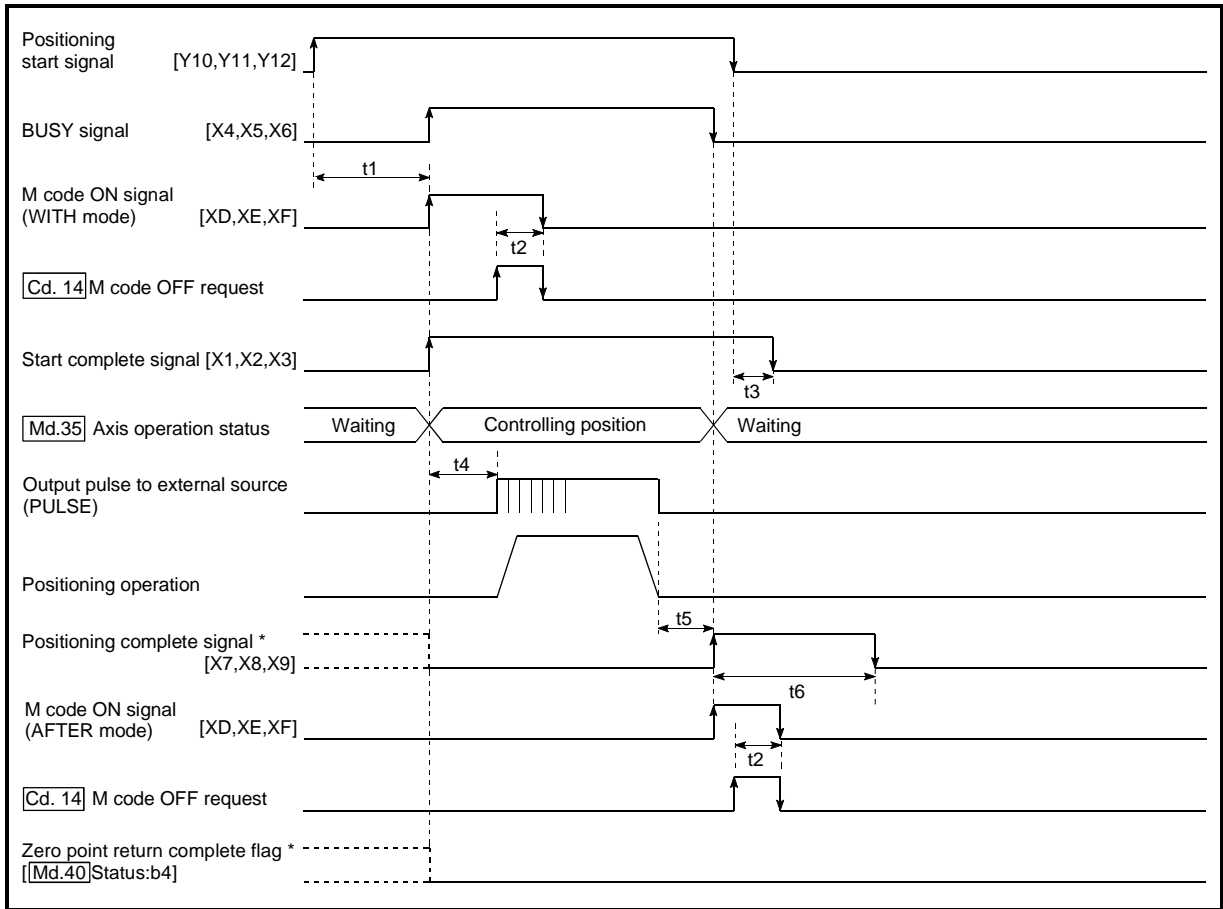 Positioning
start signal [Y10,Y11,Y12]
BUSY signal [X4,X5,X6]
t1
M code ON signal
(WITH mode) [XD,XE,XF]
t2
Cd. 14 M code OFF request
Start complete signal [X1,X2,X3]
t3
Md.35 Axis operation status Waiting Controlling position Waiting
t4
Output pulse to external source
(PULSE)
Positioning operation
t5
Positioning complete signal *
[X7,X8,X9]
t6
M code ON signal
(AFTER mode) [XD,XE,XF]
t2
Cd. 14 M code OFF request
Zero point return complete flag *
[Md.40 Status:b4]